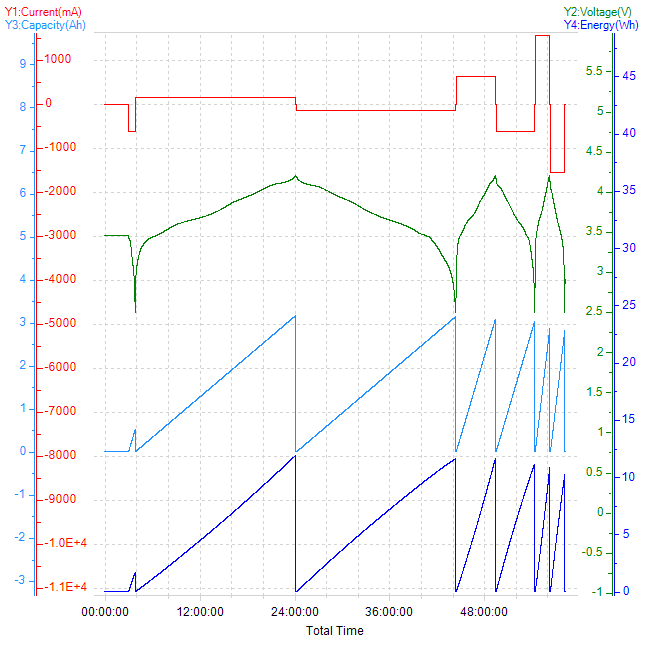 Y1:Current(mA) Y2:Voltage(V)
Y3:Capacity(Ah) Y4:Energy(Wh)
9 1000 5.5 45
8 0 5 40
7 -1000 4.5
6 -2000 4 35
5 -3000 3.5 30
4 -4000 3 25
3 -5000 2.5
2 -6000 2 20
1 -7000 1.5 15
0 -8000 1
-1 -9000 0.5 10
-2 -1.0E+4 0 5
-3 -1.1E+4 -0.5
-1 0
00:00:00 12:00:00 24:00:00 36:00:00 48:00:00
Total Time